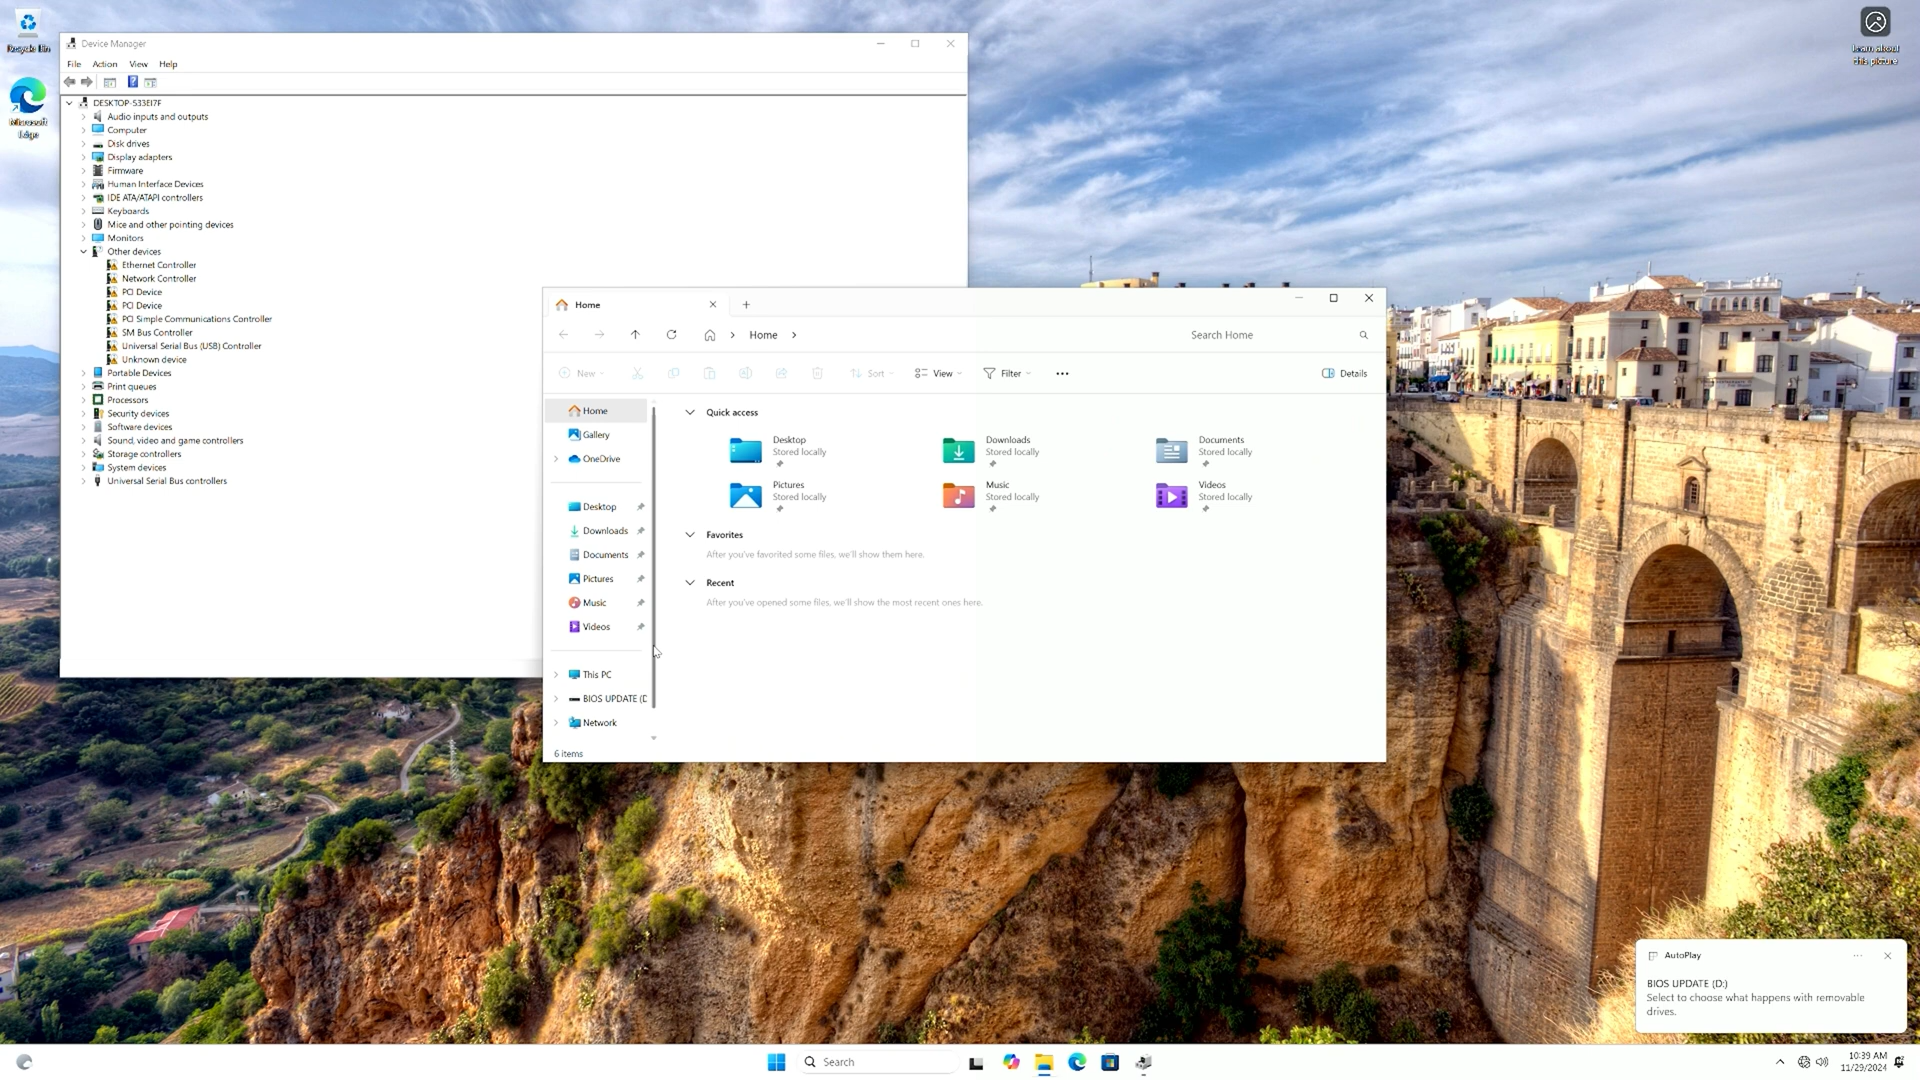 Recycle Bin
Microsoft
Edge
Learn about
this picture
Device Manager
File Action View Help
DESKTOP-533EI7F
Audio inputs and outputs
Computer
Disk drives
Display adapters
Firmware
Human Interface Devices
IDE ATA/ATAPI controllers
Keyboards
Mice and other pointing devices
Monitors
Other devices
Ethernet Controller
Network Controller
PCI Device
PCI Device
PCI Simple Communications Controller
SM Bus Controller
Universal Serial Bus (USB) Controller
Unknown device
Portable Devices
Print queues
Processors
Security devices
Software devices
Sound, video and game controllers
Storage controllers
System devices
Universal Serial Bus controllers
Home
Home
Search Home
New
Sort
View
Filter
Details
Home
Gallery
OneDrive
Desktop
Downloads
Documents
Pictures
Music
Videos
This PC
BIOS UPDATE (D
Network
6 items
Quick access
Desktop
Stored locally
Downloads
Stored locally
Documents
Stored locally
Pictures
Stored locally
Music
Stored locally
Videos
Stored locally
Favorites
After you've favorited some files, we'll show them here.
Recent
After you've opened some files, we'll show the most recent ones here.
AutoPlay
BIOS UPDATE (D:)
Select to choose what happens with removable
drives.
Search
10:39 AM
11/29/2024